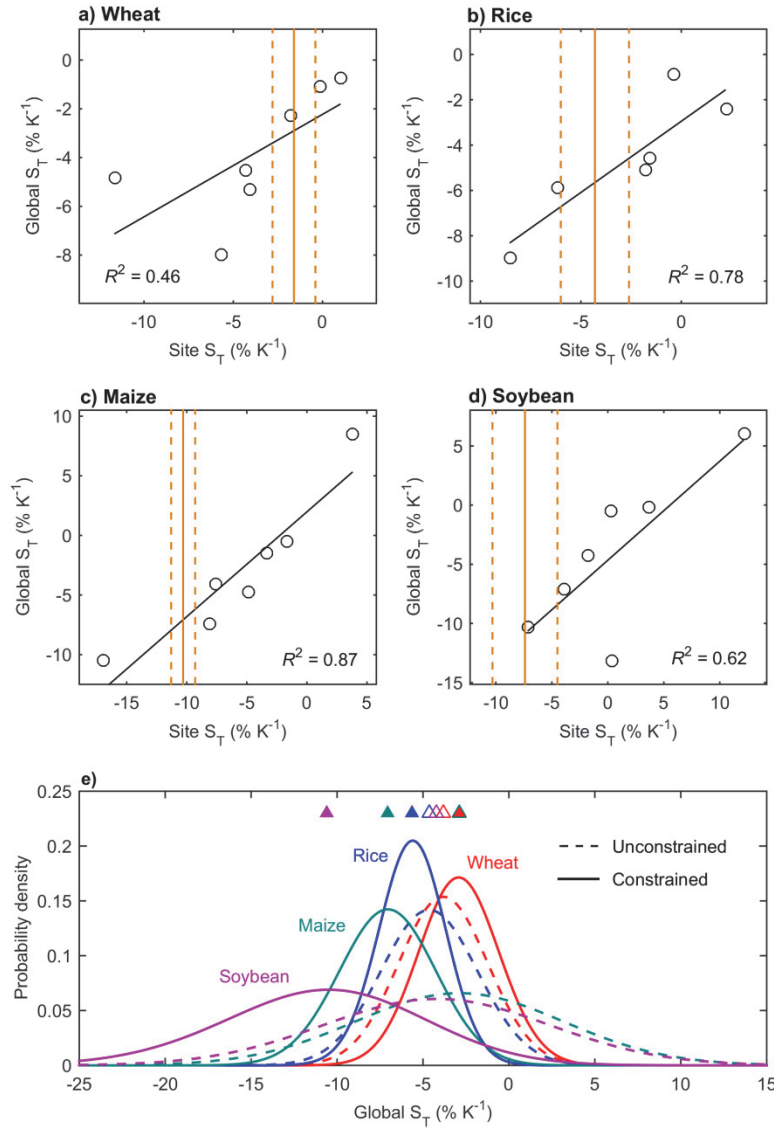 a) Wheat
0
-2
-4
-6
-8
Global S_T (% K⁻¹)
R² = 0.46
-10
-5
0
Site S_T (% K⁻¹)
b) Rice
0
-2
-4
-6
-8
-10
Global S_T (% K⁻¹)
R² = 0.78
-10
-5
0
Site S_T (% K⁻¹)
c) Maize
10
5
0
-5
-10
Global S_T (% K⁻¹)
R² = 0.87
-15
-10
-5
0
5
Site S_T (% K⁻¹)
d) Soybean
5
0
-5
-10
-15
Global S_T (% K⁻¹)
R² = 0.62
-10
-5
0
5
10
Site S_T (% K⁻¹)
e)
0.25
0.2
0.15
0.1
0.05
0
Probability density
Rice
Wheat
Maize
Soybean
Unconstrained
Constrained
-25
-20
-15
-10
-5
0
5
10
15
Global S_T (% K⁻¹)